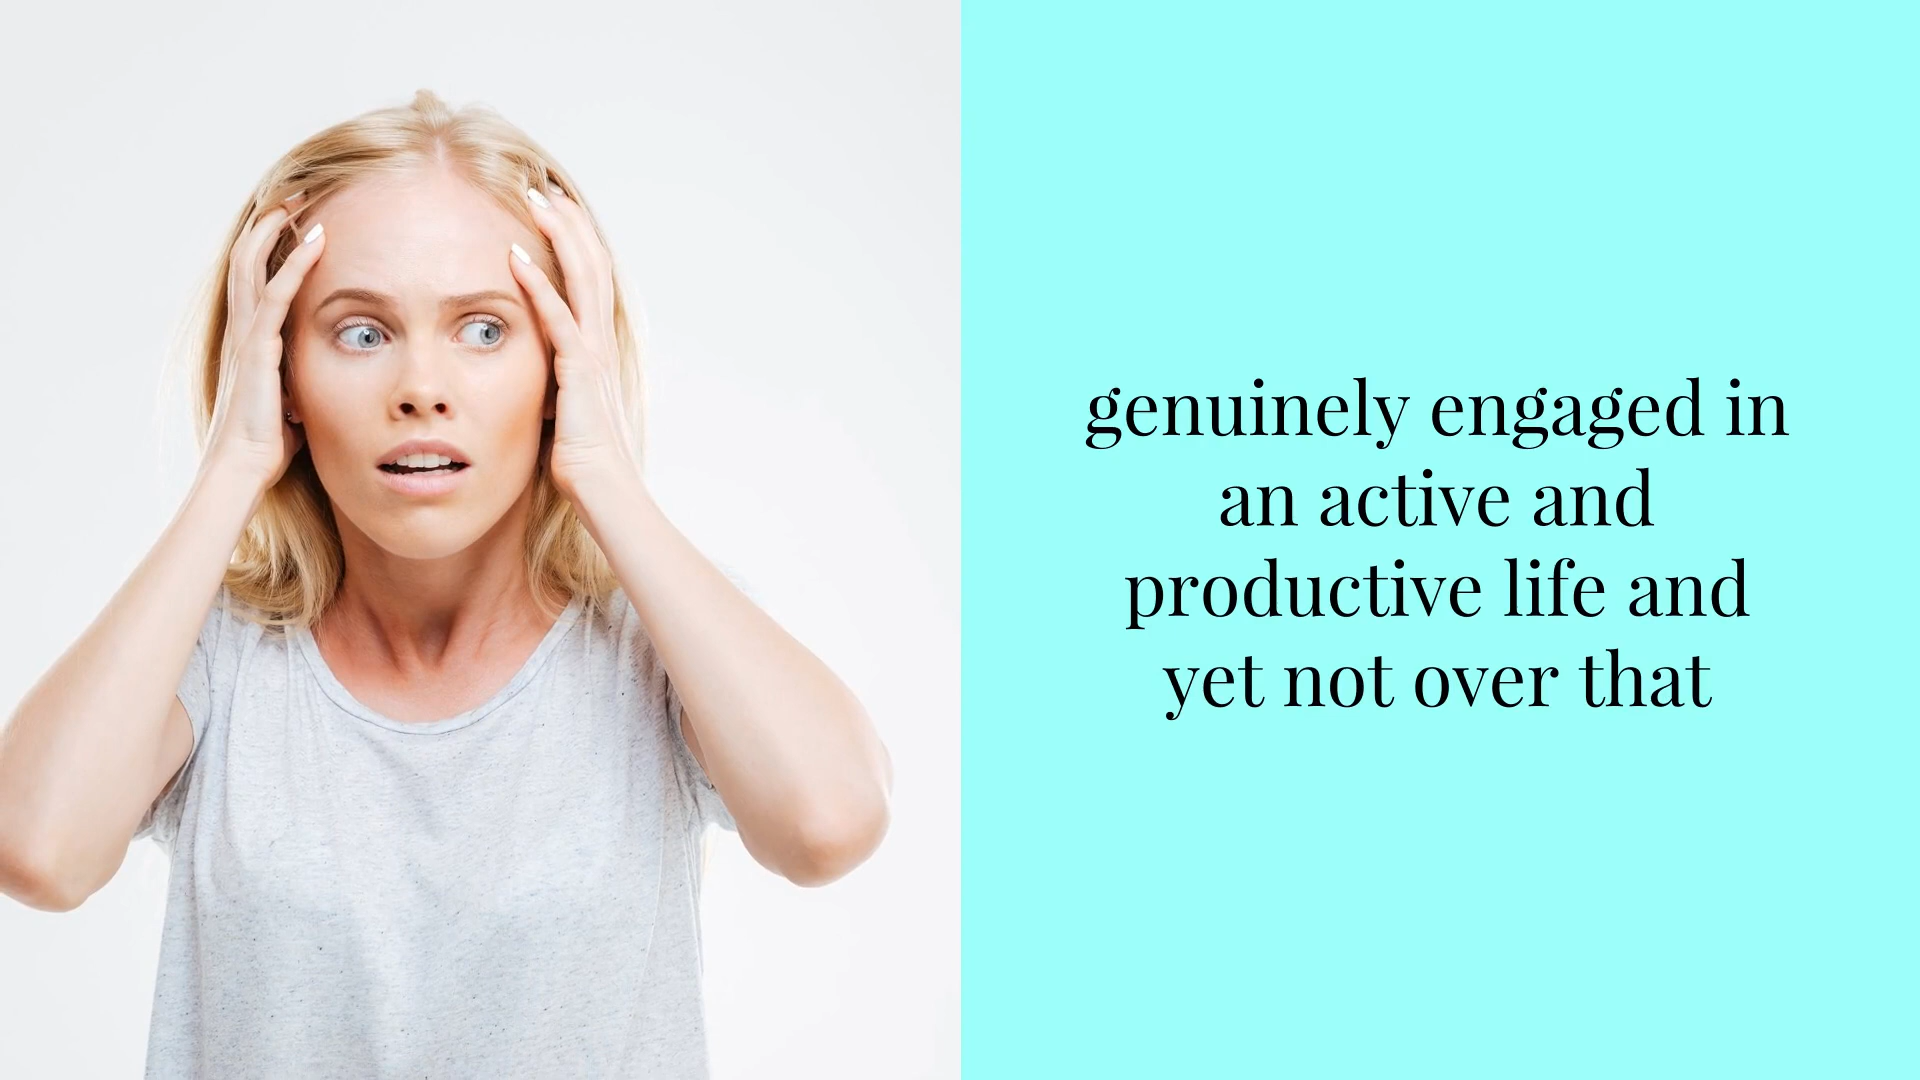 genuinely engaged in
an active and
productive life and
yet not over that